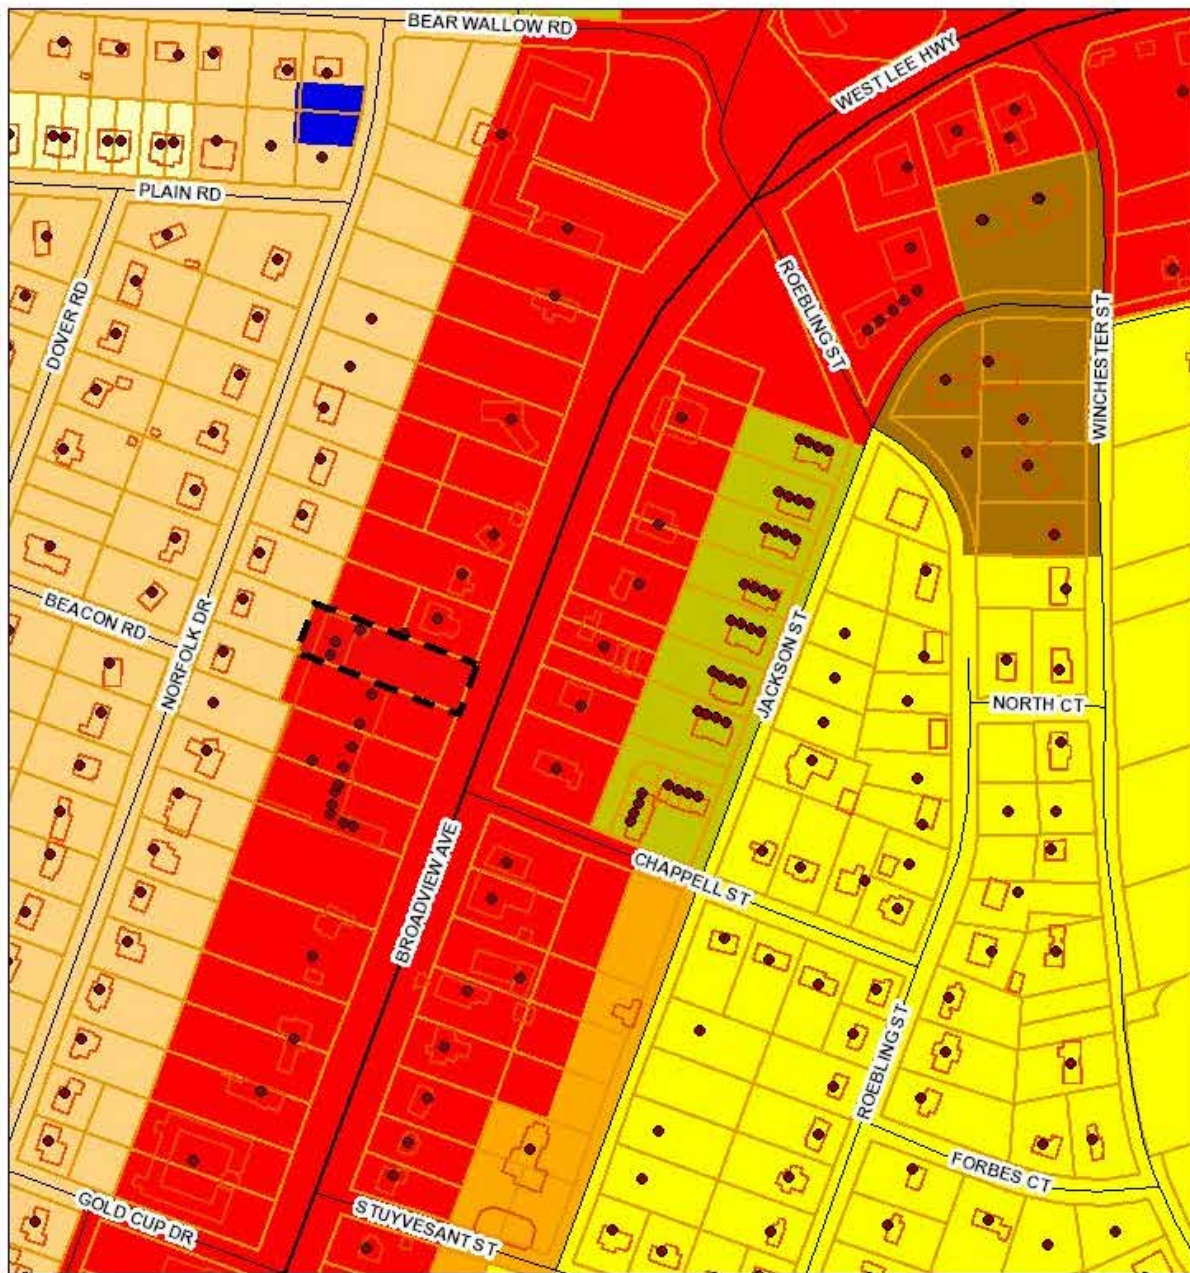 BEAR WALLOW RD
WEST LEE HWY
PLAIN RD
DOVER RD
ROEBLING ST
WINCHESTER ST
BEACON RD
NORFOLK DR
JACKSON ST
NORTH CT
BROADVIEW AVE
CHAPPELL ST
ROEBLING ST
FORBES CT
GOLD CUP DR
STUYVESANT ST